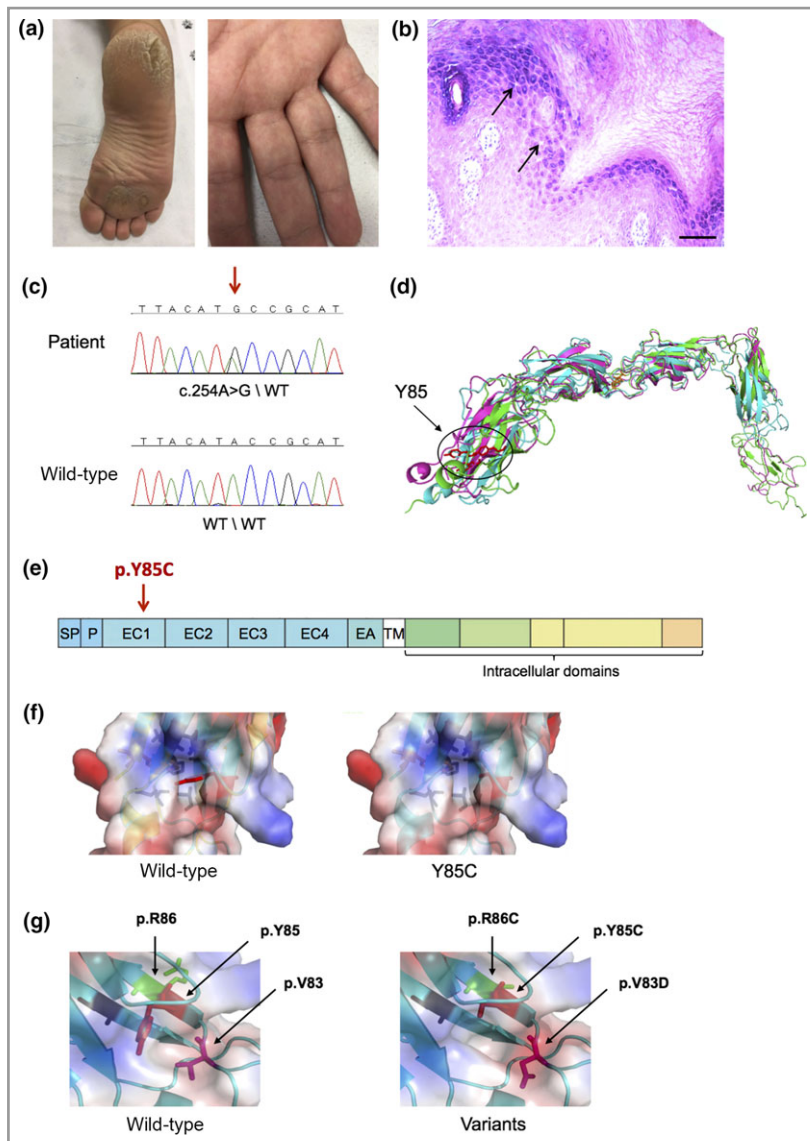 (a)
(b)
(c)
T T A C A T G C C G C A T
Patient
c.254A>G \ WT
T T A C A T A C C G C A T
Wild-type
WT \ WT
(d)
Y85
(e)
p.Y85C
SP P EC1 EC2 EC3 EC4 EA TM
Intracellular domains
(f)
Wild-type Y85C
(g)
p.R86
p.Y85
p.V83
Wild-type
p.R86C
p.Y85C
p.V83D
Variants